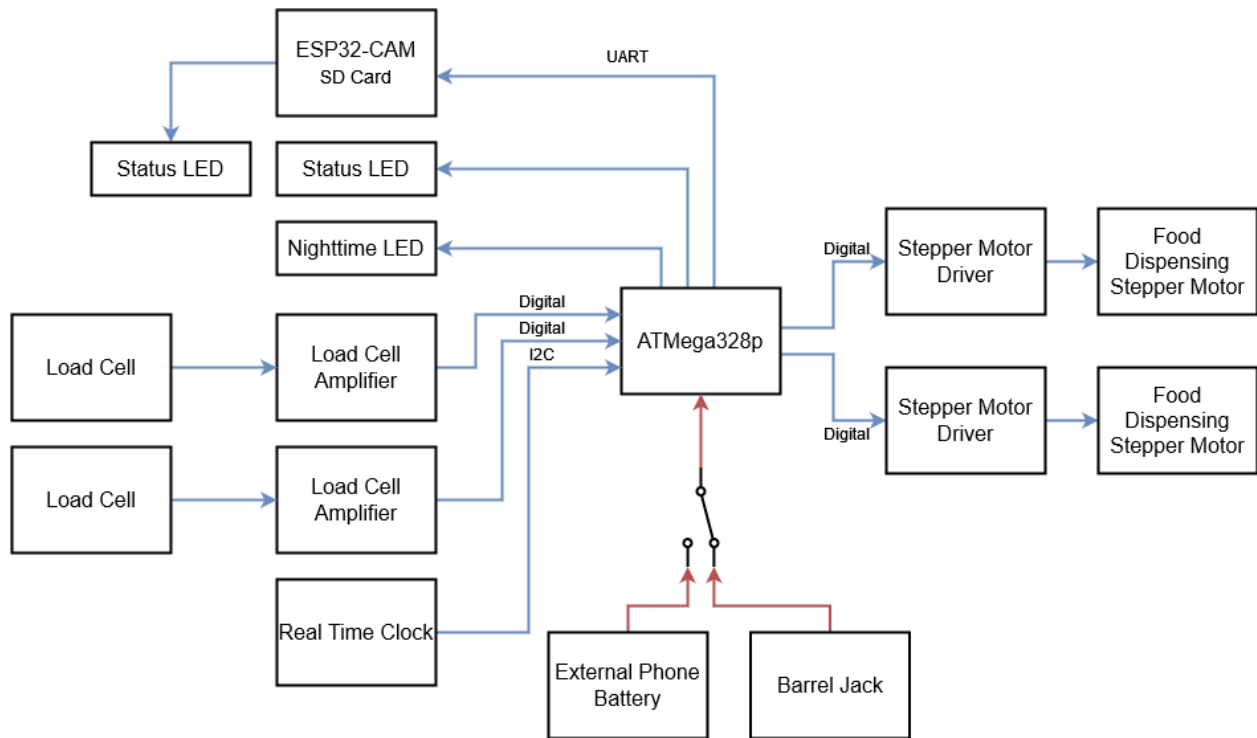 ESP32-CAM
SD Card
UART
Status LED
Status LED
Nighttime LED
Digital
Stepper Motor
Driver
Food
Dispensing
Stepper Motor
Load Cell
Load Cell
Amplifier
Digital
Digital
I2C
ATMega328p
Stepper Motor
Driver
Food
Dispensing
Stepper Motor
Digital
Load Cell
Load Cell
Amplifier
Real Time Clock
External Phone
Battery
Barrel Jack